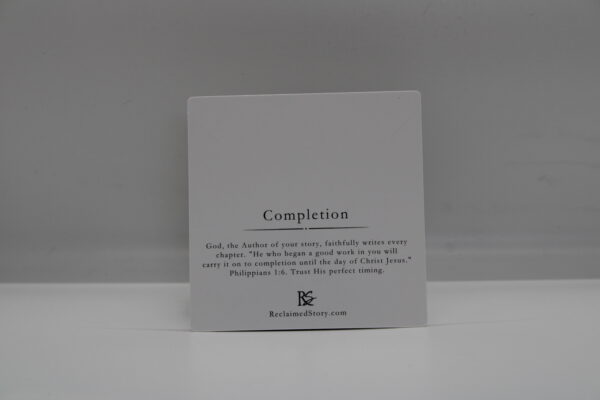 Completion
God, the Author of your story, faithfully writes every
chapter. "He who began a good work in you will
carry it on to completion until the day of Christ Jesus."
Philippians 1:6. Trust His perfect timing.
RS
ReclaimedStory.com